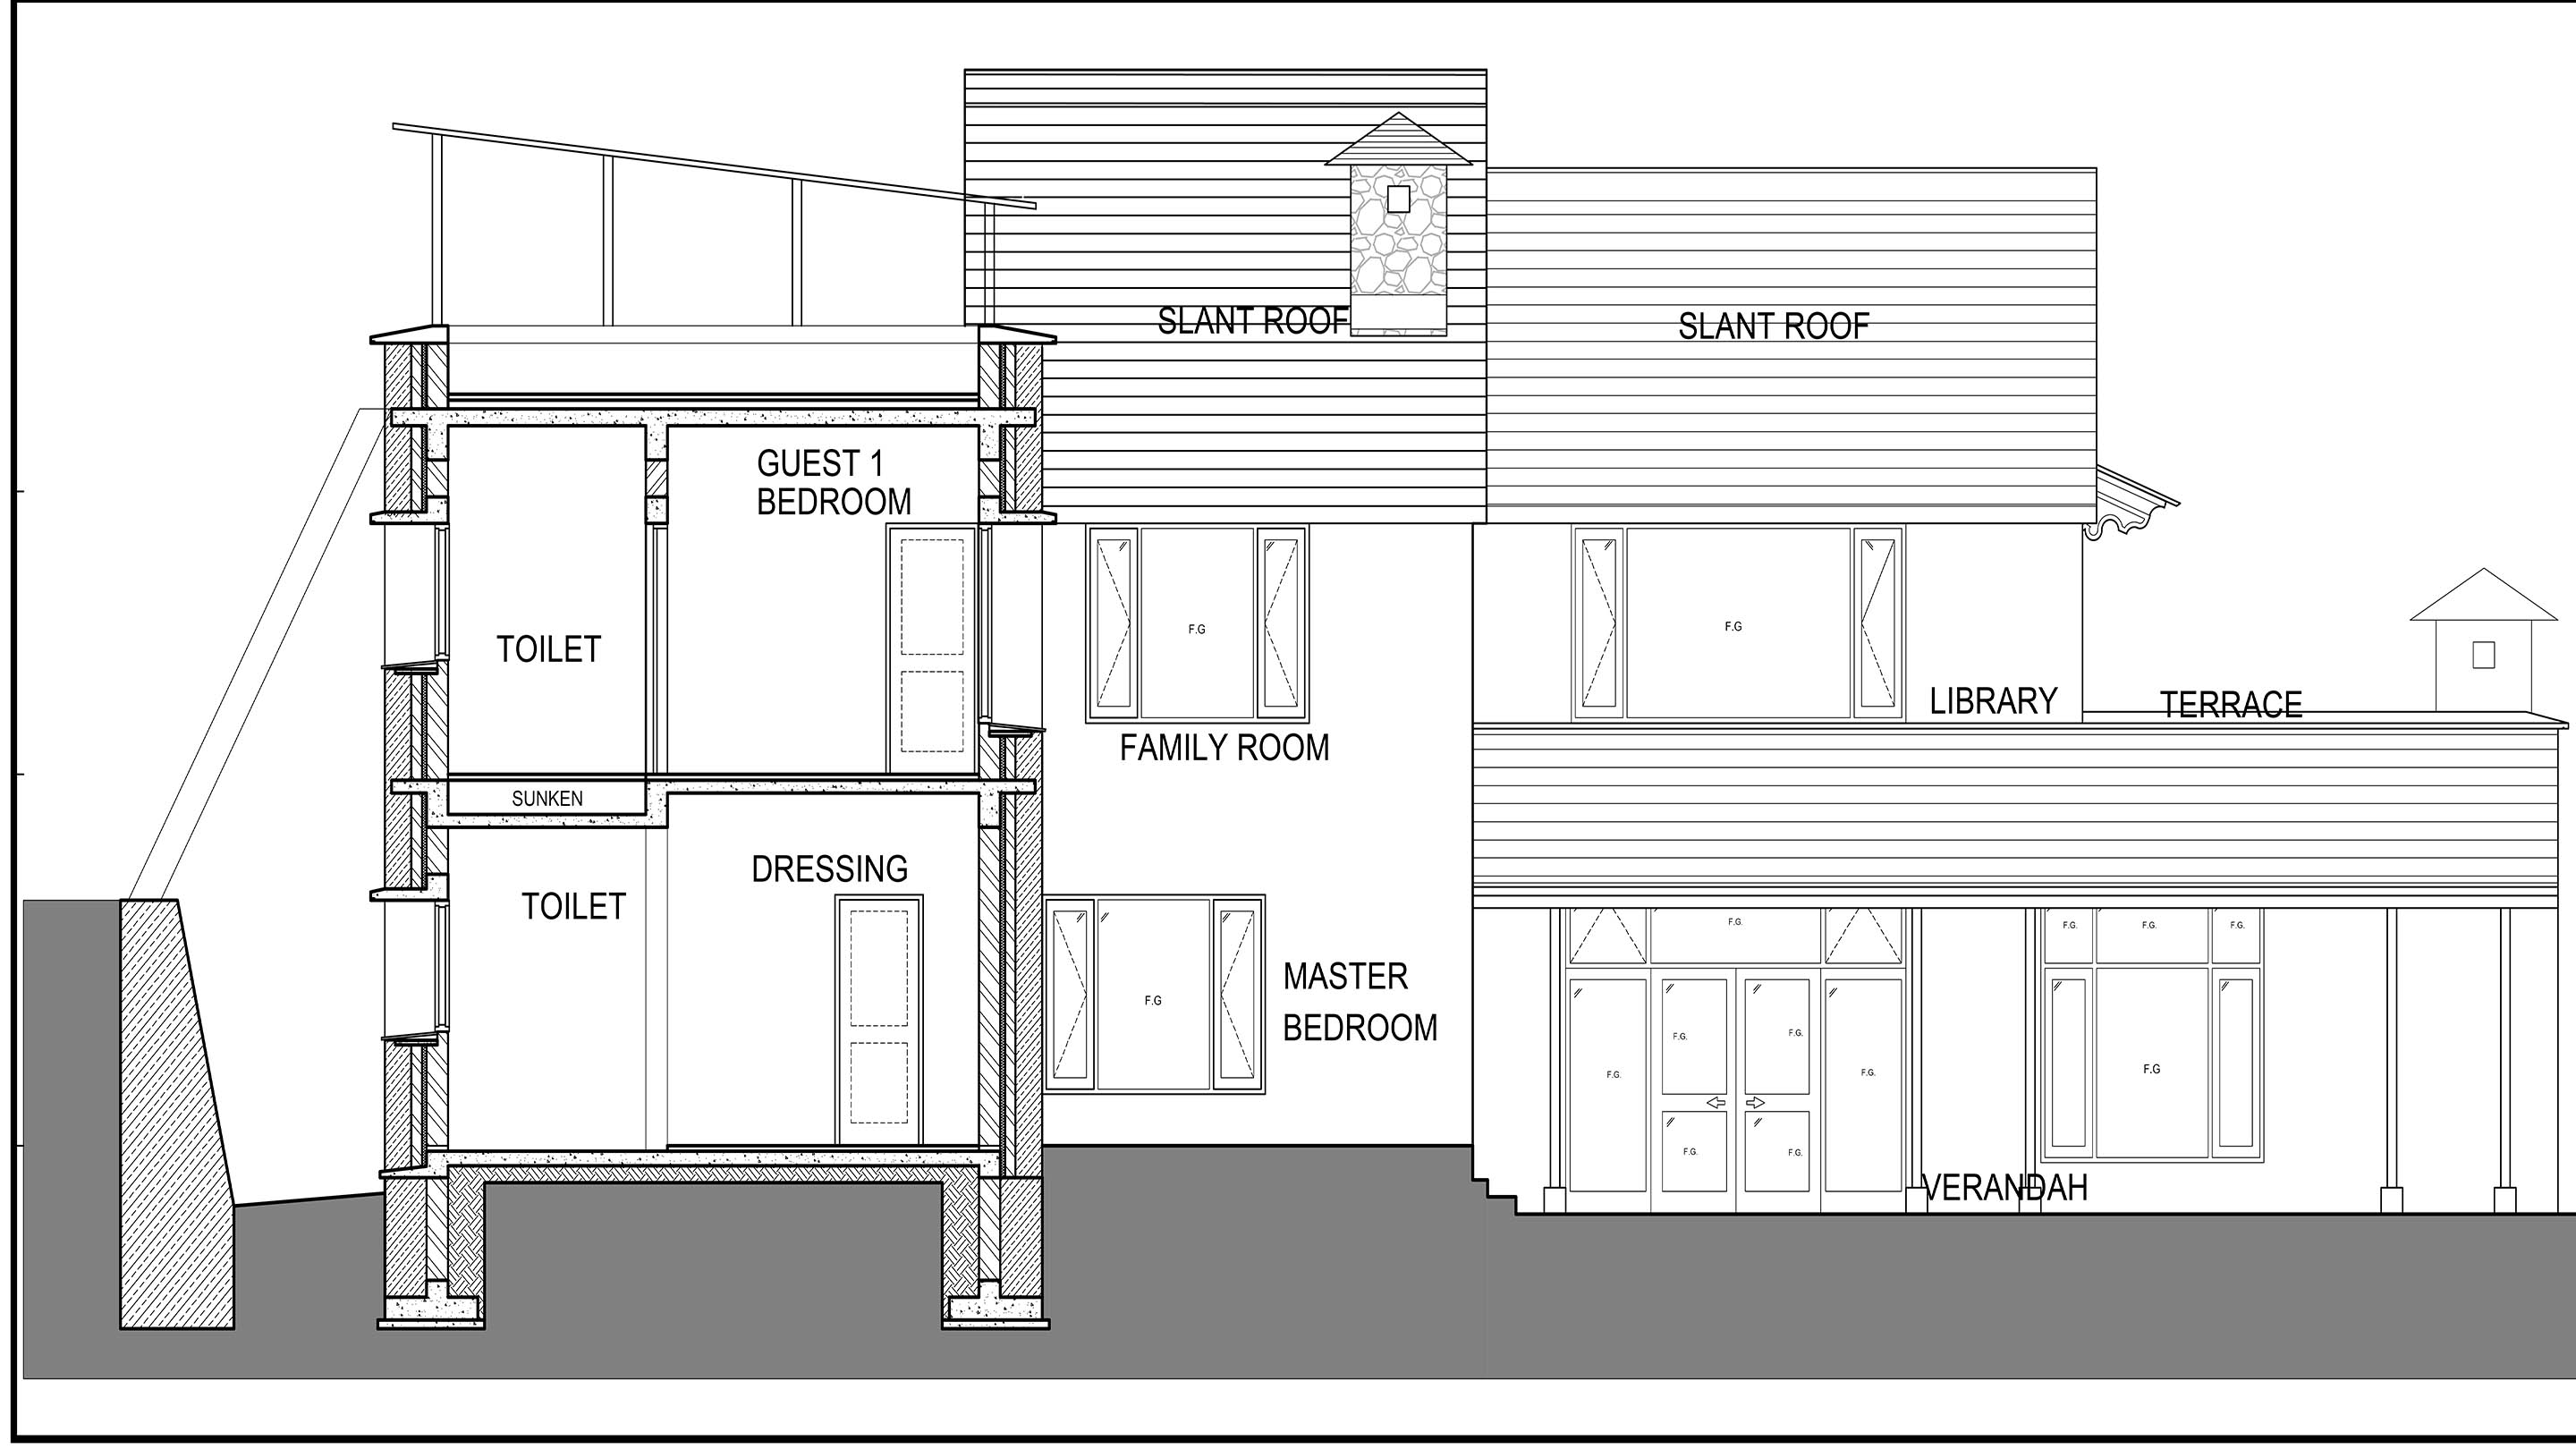 SLANT ROOF
SLANT ROOF
GUEST 1
BEDROOM
TOILET
F.G
F.G
LIBRARY
TERRACE
FAMILY ROOM
SUNKEN
DRESSING
TOILET
MASTER
BEDROOM
F.G
F.G.
F.G.
F.G.
F.G.
F.G.
F.G.
F.G.
F.G.
F.G
F.G.
F.G.
VERANDAH